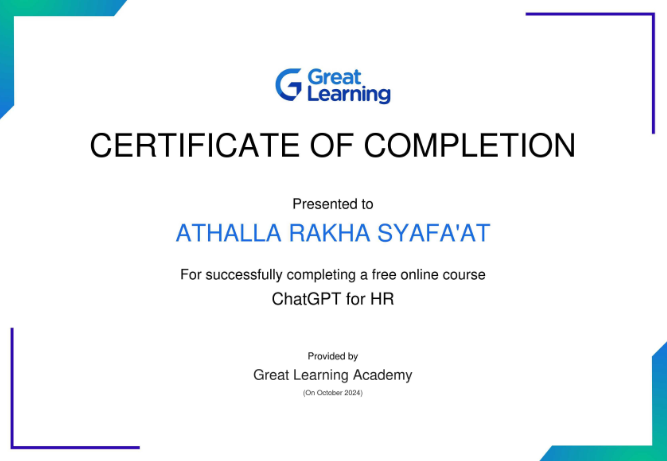 Great
Learning
CERTIFICATE OF COMPLETION
Presented to
ATHALLA RAKHA SYAFA'AT
For successfully completing a free online course
ChatGPT for HR
Provided by
Great Learning Academy
(On October 2024)